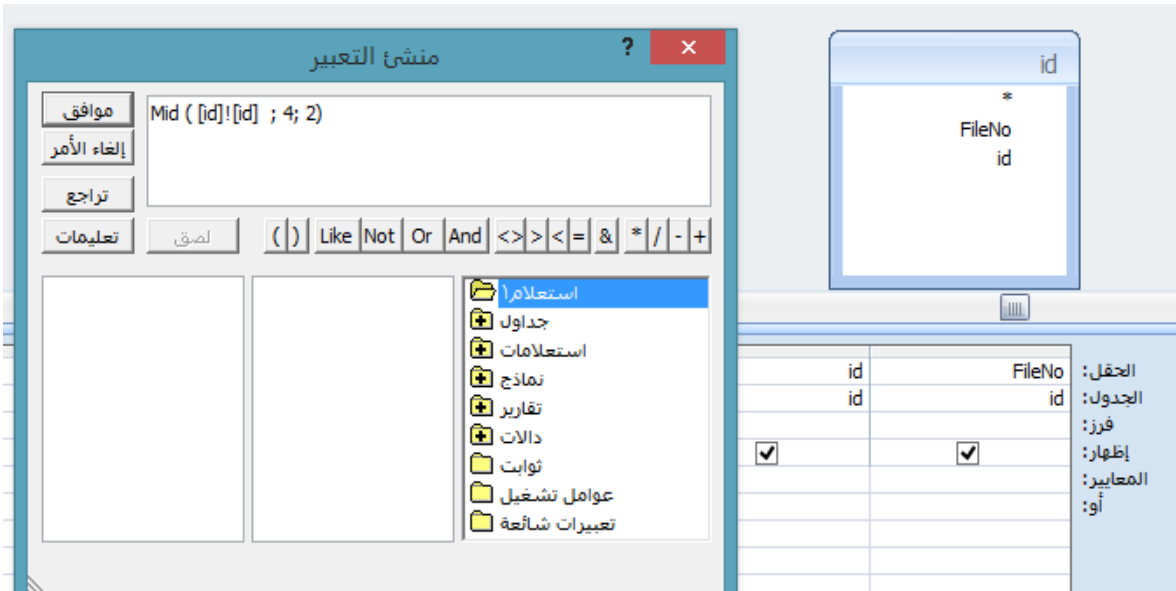 منشئ التعبير
?
×
موافق
Mid ( [id]![id] ; 4; 2)
إلغاء الأمر
تراجع
تعليمات
لصق
( ) Like Not Or And <> > < = & * / - +
استعلام١
جداول
استعلامات
نماذج
تقارير
دالات
ثوابت
عوامل تشغيل
تعبيرات شائعة
id
*
FileNo
id
الحقل: FileNo id
الجدول: id id
فرز:
إظهار:
المعايير:
أو: